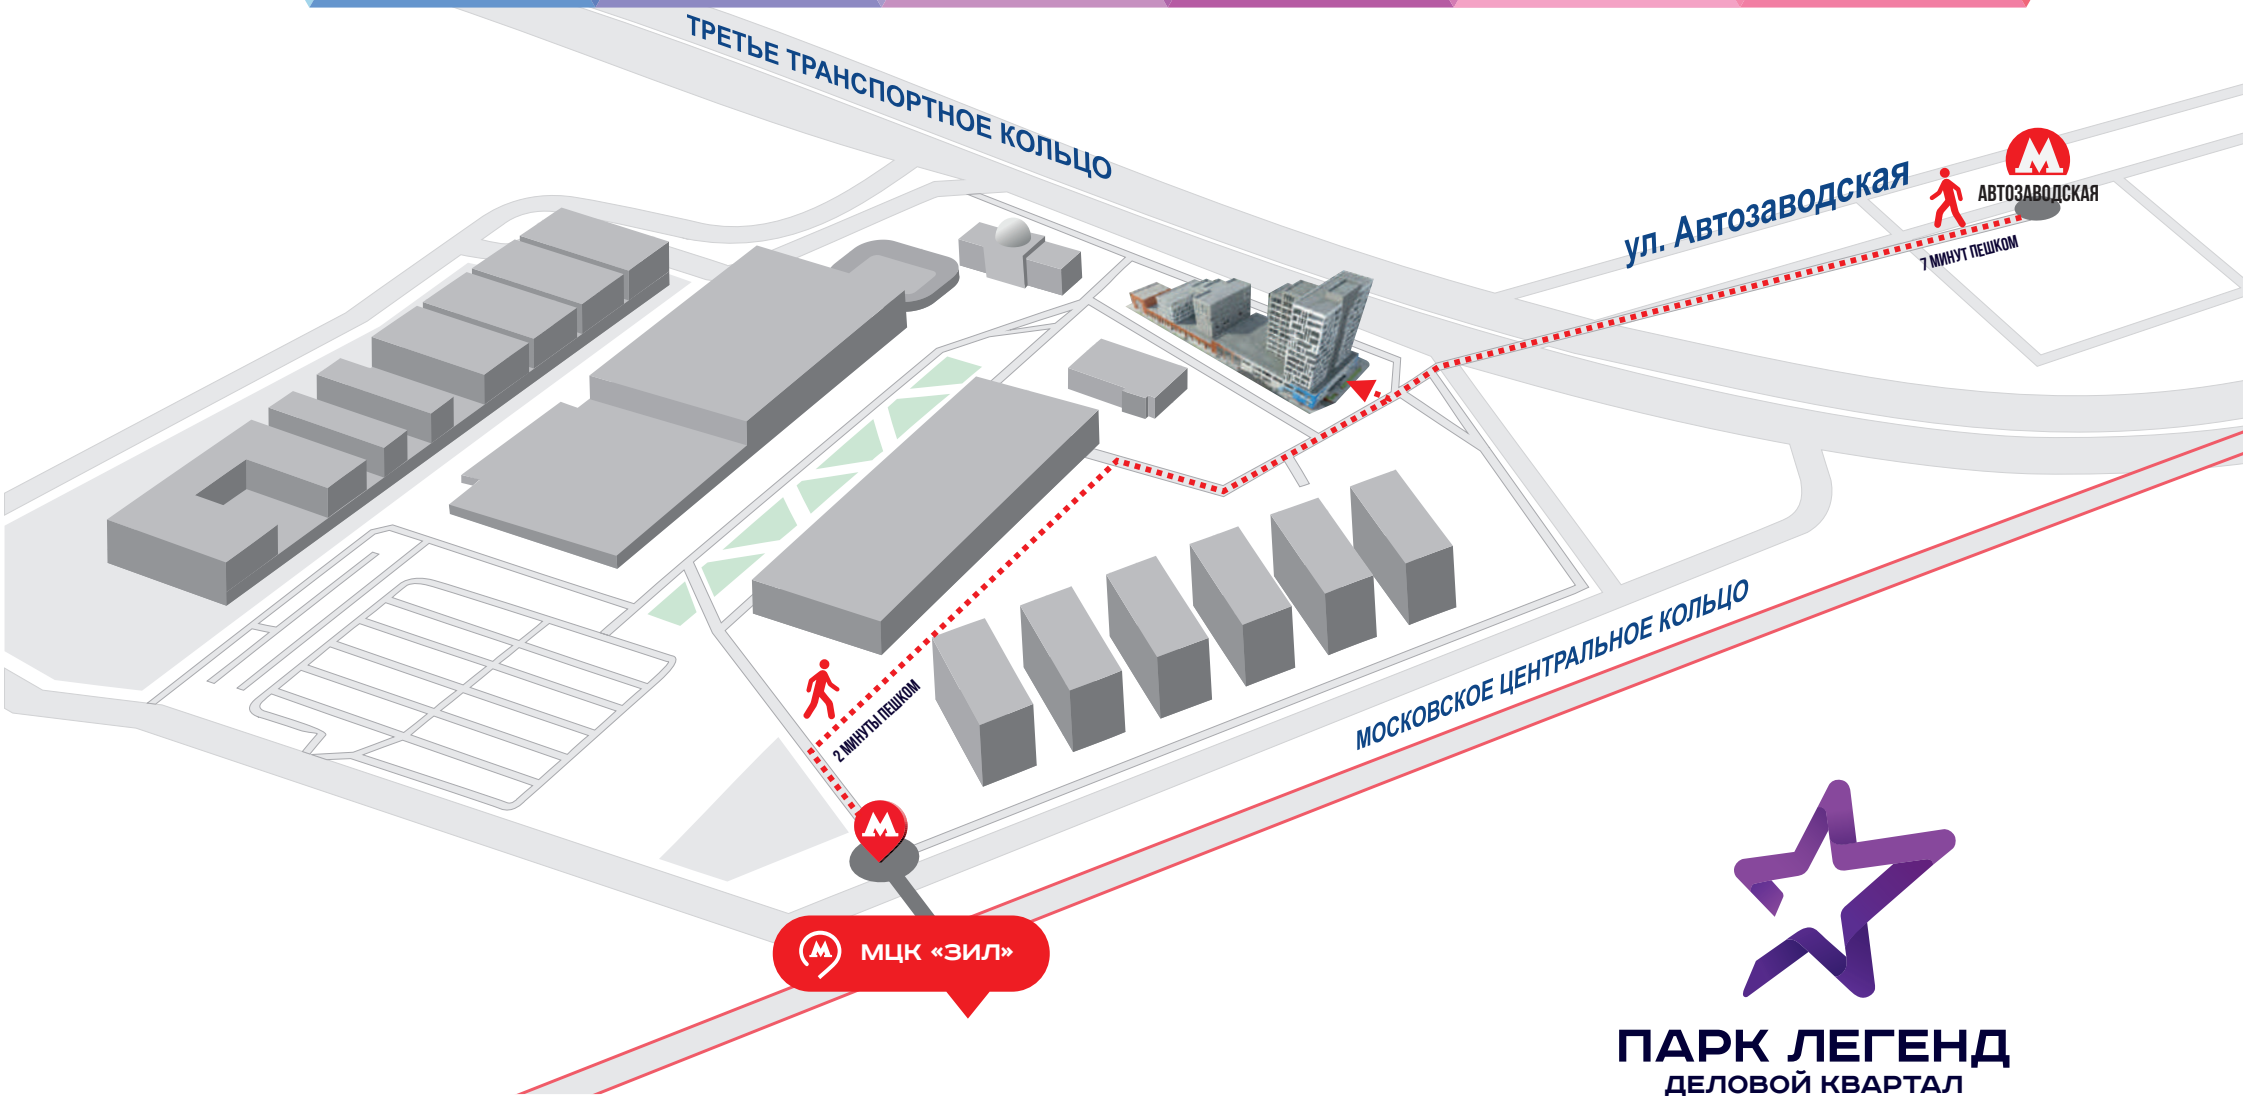 ТРЕТЬЕ ТРАНСПОРТНОЕ КОЛЬЦО
ул. Автозаводская
АВТОЗАВОДСКАЯ
7 МИНУТ ПЕШКОМ
2 МИНУТЫ ПЕШКОМ
МОСКОВСКОЕ ЦЕНТРАЛЬНОЕ КОЛЬЦО
МЦК «ЗИЛ»
ПАРК ЛЕГЕНД
ДЕЛОВОЙ КВАРТАЛ